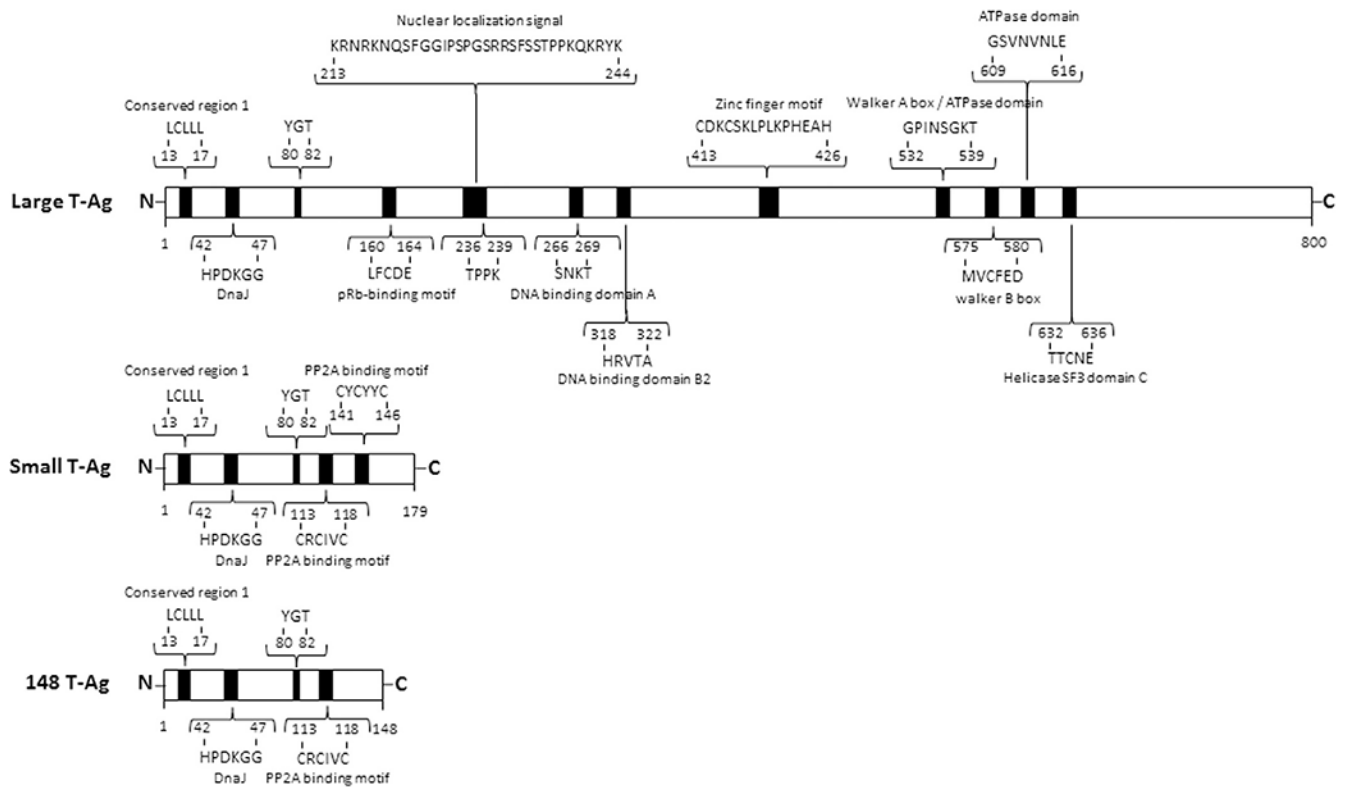 Nuclear localization signal
KRNRKNQSFGGIPSPGSRRSFSSTPPKQKRYK
213 244
ATPase domain
GSVNVNLE
609 616
Conserved region 1
LCLLL
13 17
YGT
80 82
Zinc finger motif
CDKCSKLPLKPHEAH
413 426
Walker A box / ATPase domain
GPINSGKT
532 539
Large T-Ag N C
1 800
42 47
HPDKGG
DnaJ
160 164
LFCDE
pRb-binding motif
236 239
TPPK
266 269
SNKT
DNA binding domain A
575 580
MVCFED
walker B box
318 322
HRVTA
DNA binding domain B2
632 636
TTCNE
Helicase SF3 domain C
Conserved region 1
LCLLL
13 17
YGT
80 82
PP2A binding motif
CYCYYC
141 146
Small T-Ag N C
1 179
42 47
HPDKGG
DnaJ
113 118
CRCIVC
PP2A binding motif
Conserved region 1
LCLLL
13 17
YGT
80 82
148 T-Ag N C
1 148
42 47
HPDKGG
DnaJ
113 118
CRCIVC
PP2A binding motif